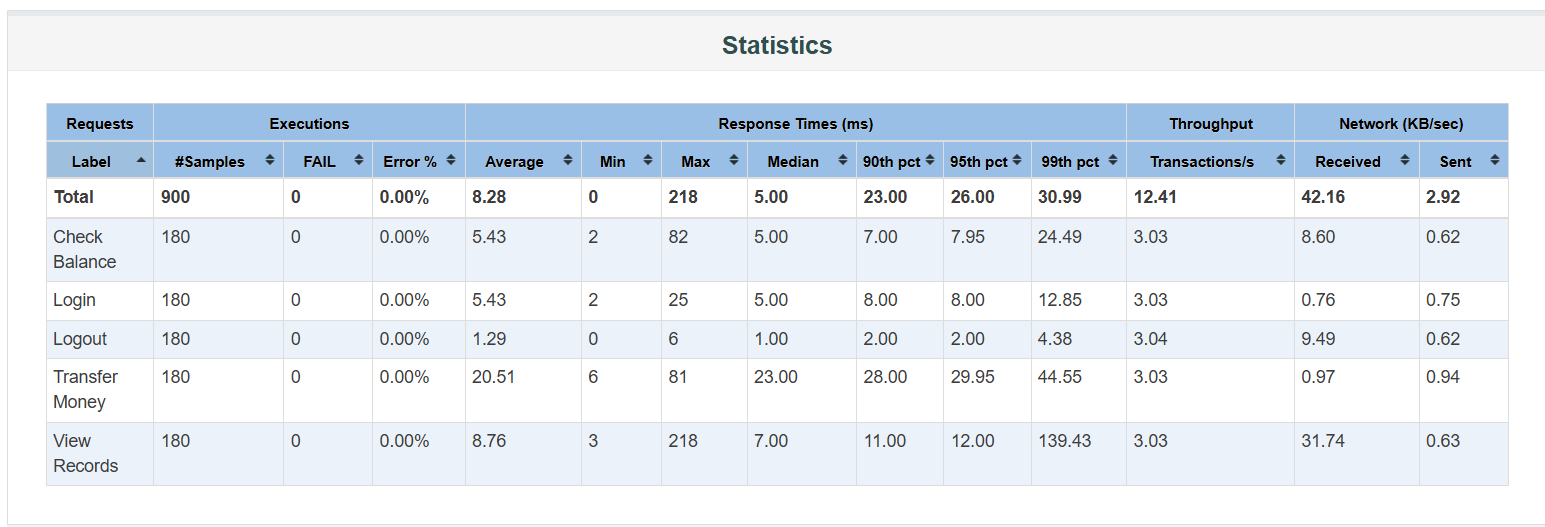 Statistics
Requests Executions Response Times (ms) Throughput Network (KB/sec)
Label #Samples FAIL Error % Average Min Max Median 90th pct 95th pct 99th pct Transactions/s Received Sent
Total 900 0 0.00% 8.28 0 218 5.00 23.00 26.00 30.99 12.41 42.16 2.92
Check 180 0 0.00% 5.43 2 82 5.00 7.00 7.95 24.49 3.03 8.60 0.62
Balance
Login 180 0 0.00% 5.43 2 25 5.00 8.00 8.00 12.85 3.03 0.76 0.75
Logout 180 0 0.00% 1.29 0 6 1.00 2.00 2.00 4.38 3.04 9.49 0.62
Transfer 180 0 0.00% 20.51 6 81 23.00 28.00 29.95 44.55 3.03 0.97 0.94
Money
View 180 0 0.00% 8.76 3 218 7.00 11.00 12.00 139.43 3.03 31.74 0.63
Records